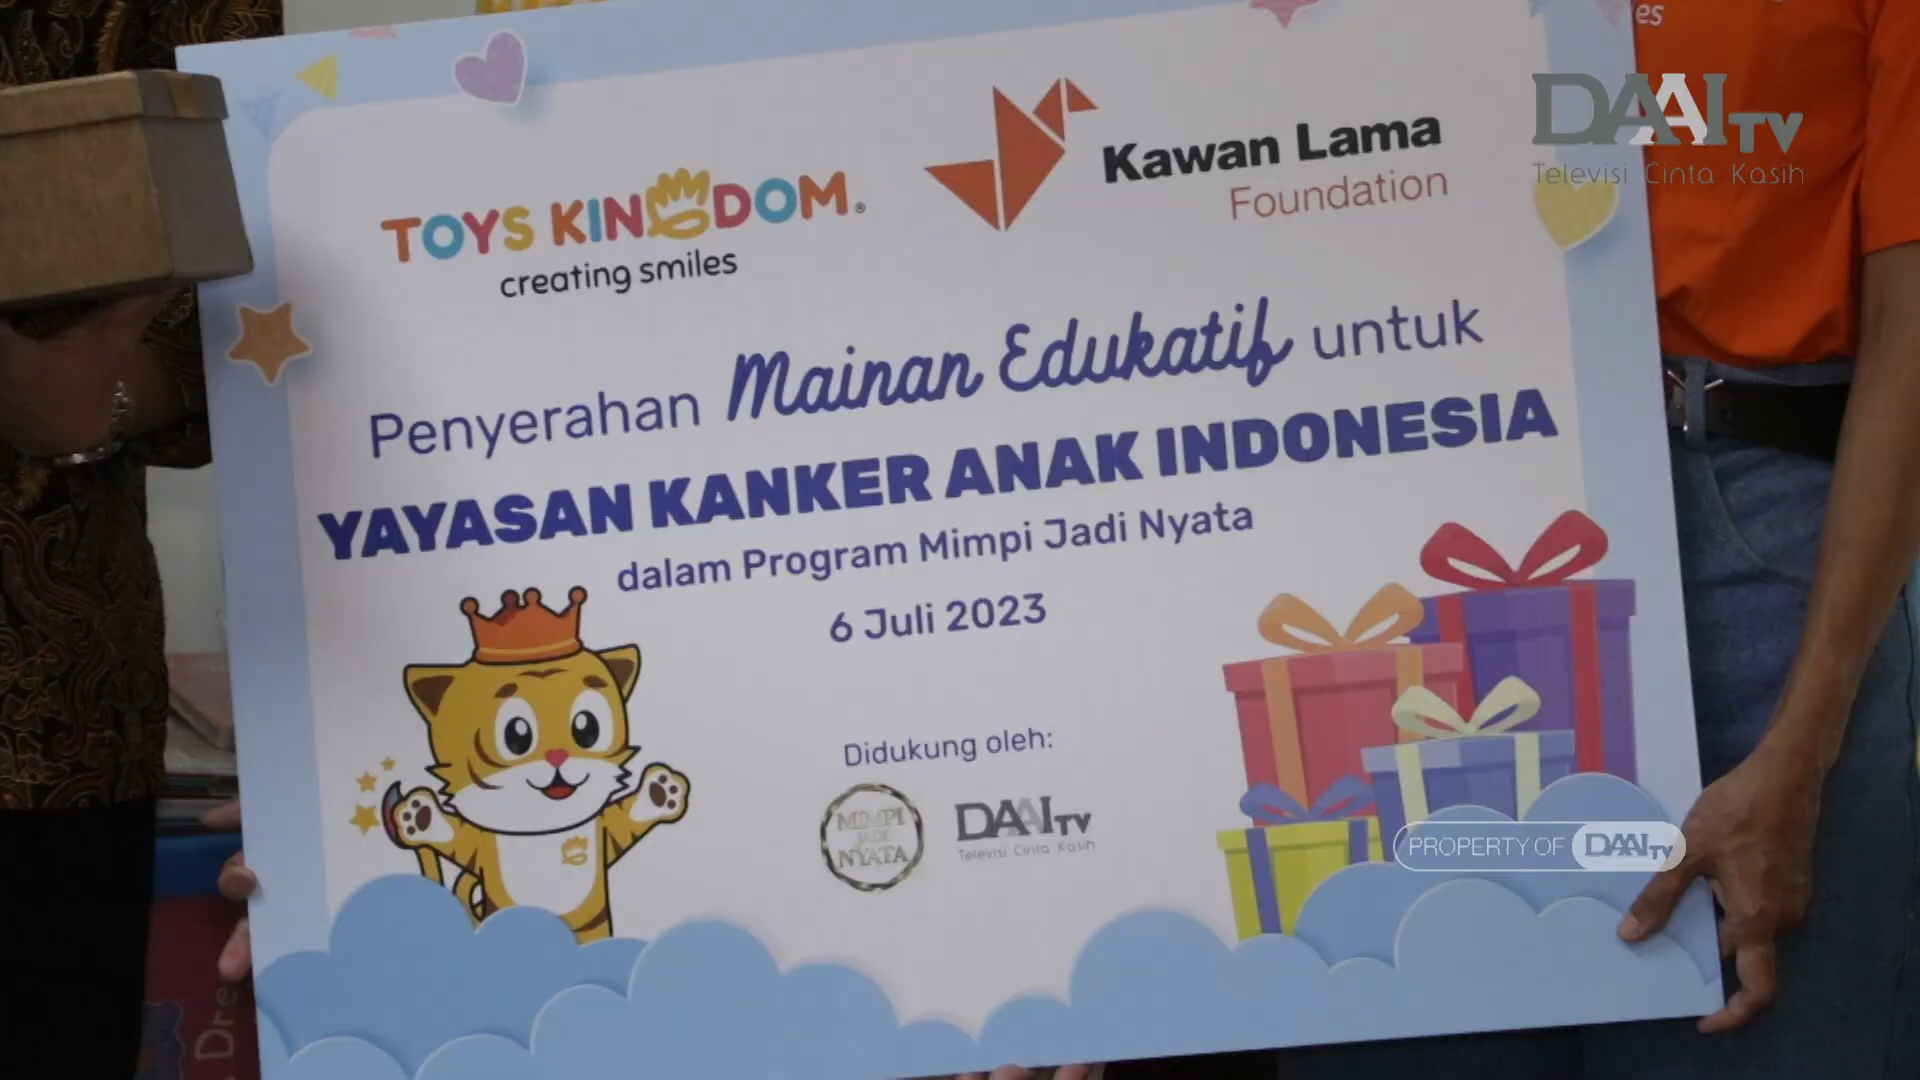 es
DAAI TV
Televisi Cinta Kasih
TOYS KINGDOM®
creating smiles
Kawan Lama
Foundation
Penyerahan Mainan Edukatif untuk
YAYASAN KANKER ANAK INDONESIA
dalam Program Mimpi Jadi Nyata
6 Juli 2023
Didukung oleh:
MIMPI
JADI
NYATA
DAAI TV
Televisi Cinta Kasih
PROPERTY OF DAAI TV
Dre